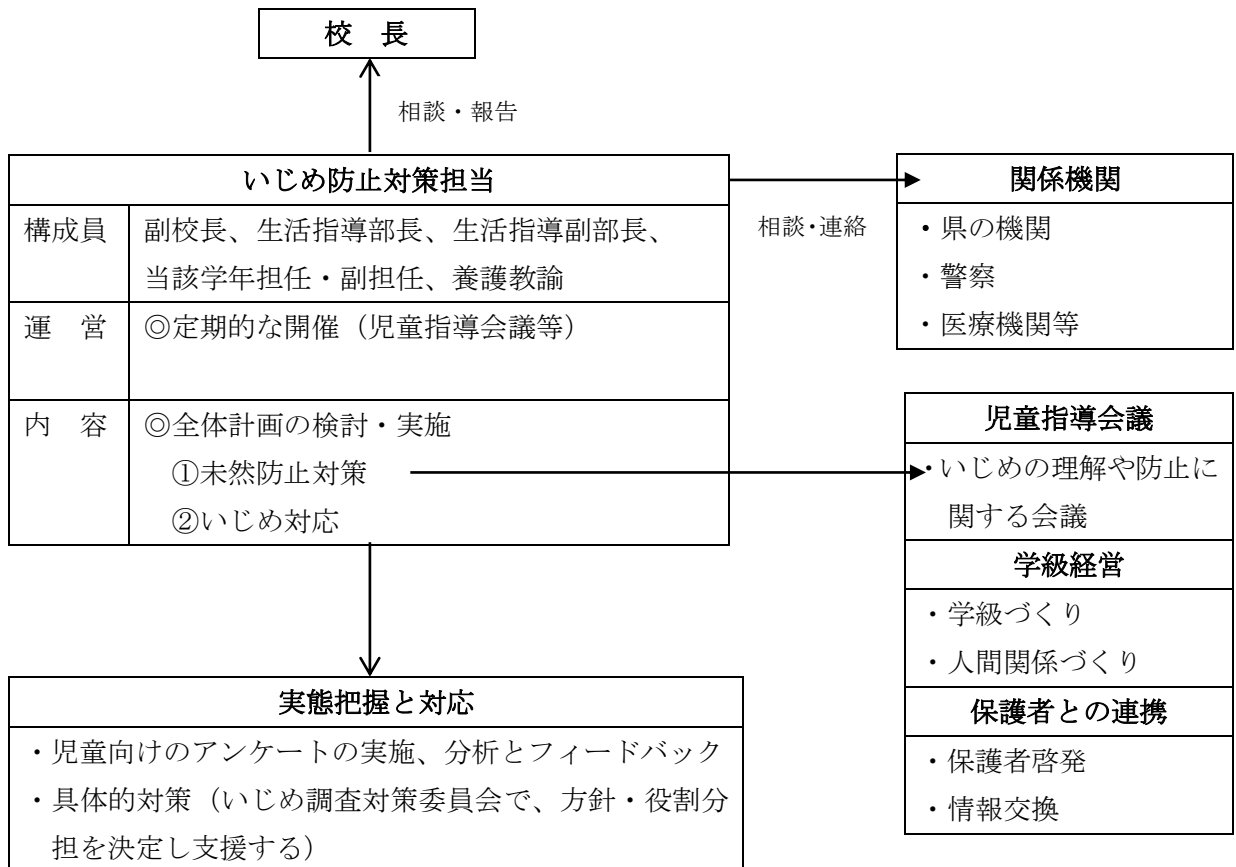 校 長
相談・報告
いじめ防止対策担当
構成員
副校長、生活指導部長、生活指導副部長、
当該学年担任・副担任、養護教諭
運 営
◎定期的な開催（児童指導会議等）
内 容
◎全体計画の検討・実施
①未然防止対策
②いじめ対応
相談・連絡
関係機関
・県の機関
・警察
・医療機関等
児童指導会議
・いじめの理解や防止に
関する会議
学級経営
・学級づくり
・人間関係づくり
保護者との連携
・保護者啓発
・情報交換
実態把握と対応
・児童向けのアンケートの実施、分析とフィードバック
・具体的対策（いじめ調査対策委員会で、方針・役割分
担を決定し支援する）